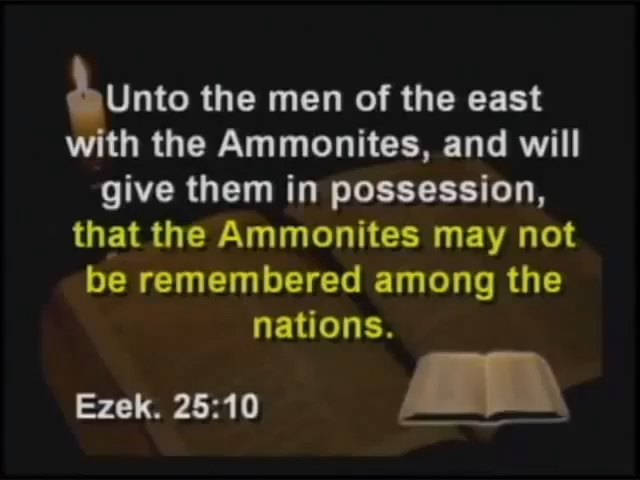 Unto the men of the east
with the Ammonites, and will
give them in possession,
that the Ammonites may not
be remembered among the
nations.
Ezek. 25:10